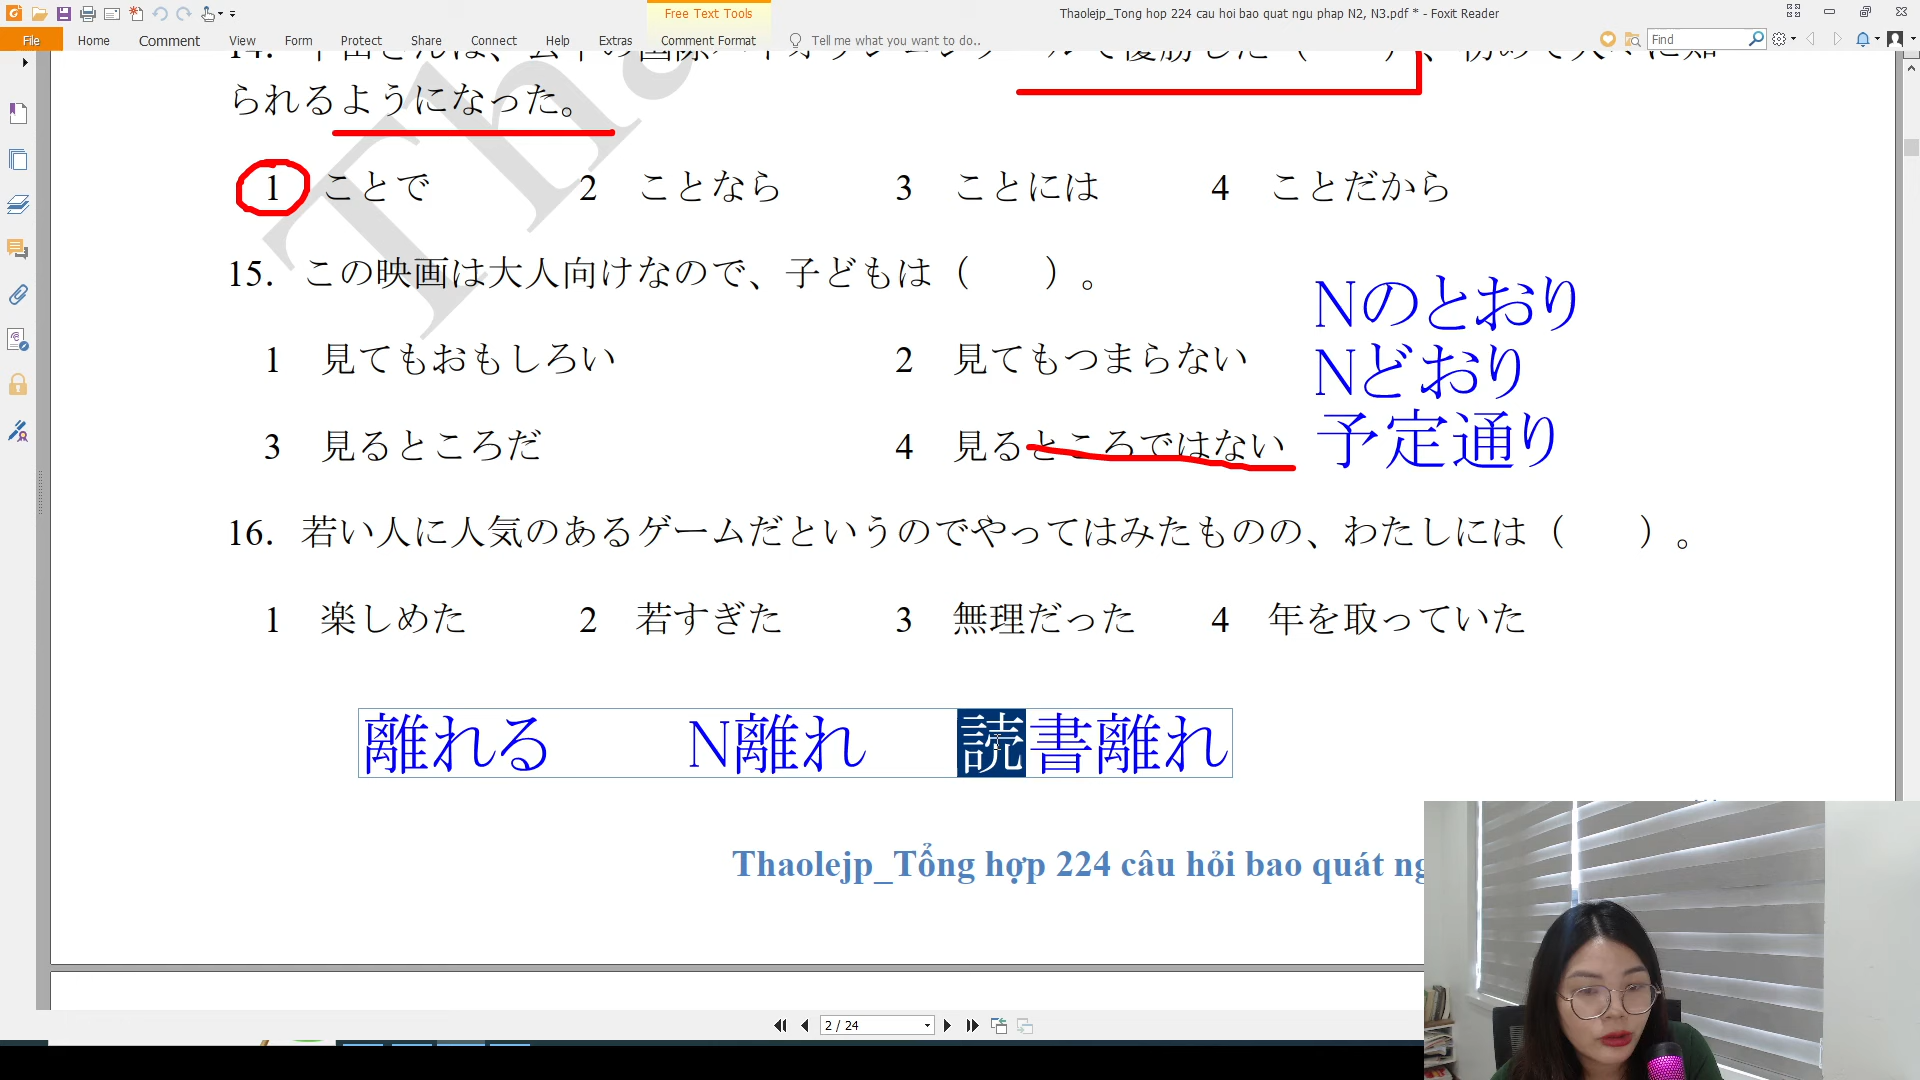 Free Text Tools
Thaolejp_Tong hop 224 cau hoi bao quat ngu phap N2, N3.pdf * - Foxit Reader
File Home Comment View Form Protect Share Connect Help Extras Comment Format Tell me what you want to do.. Find
られるようになった。
1 ことで 2 ことなら 3 ことには 4 ことだから
15. この映画は大人向けなので、子どもは（ ）。
1 見てもおもしろい 2 見てもつまらない
3 見るところだ 4 見るところではない
Nのとおり
Nどおり
予定通り
16. 若い人に人気のあるゲームだというのでやってはみたものの、わたしには（ ）。
1 楽しめた 2 若すぎた 3 無理だった 4 年を取っていた
離れる N離れ 読書離れ
Thaolejp_Tổng hợp 224 câu hỏi bao quát
2 / 24